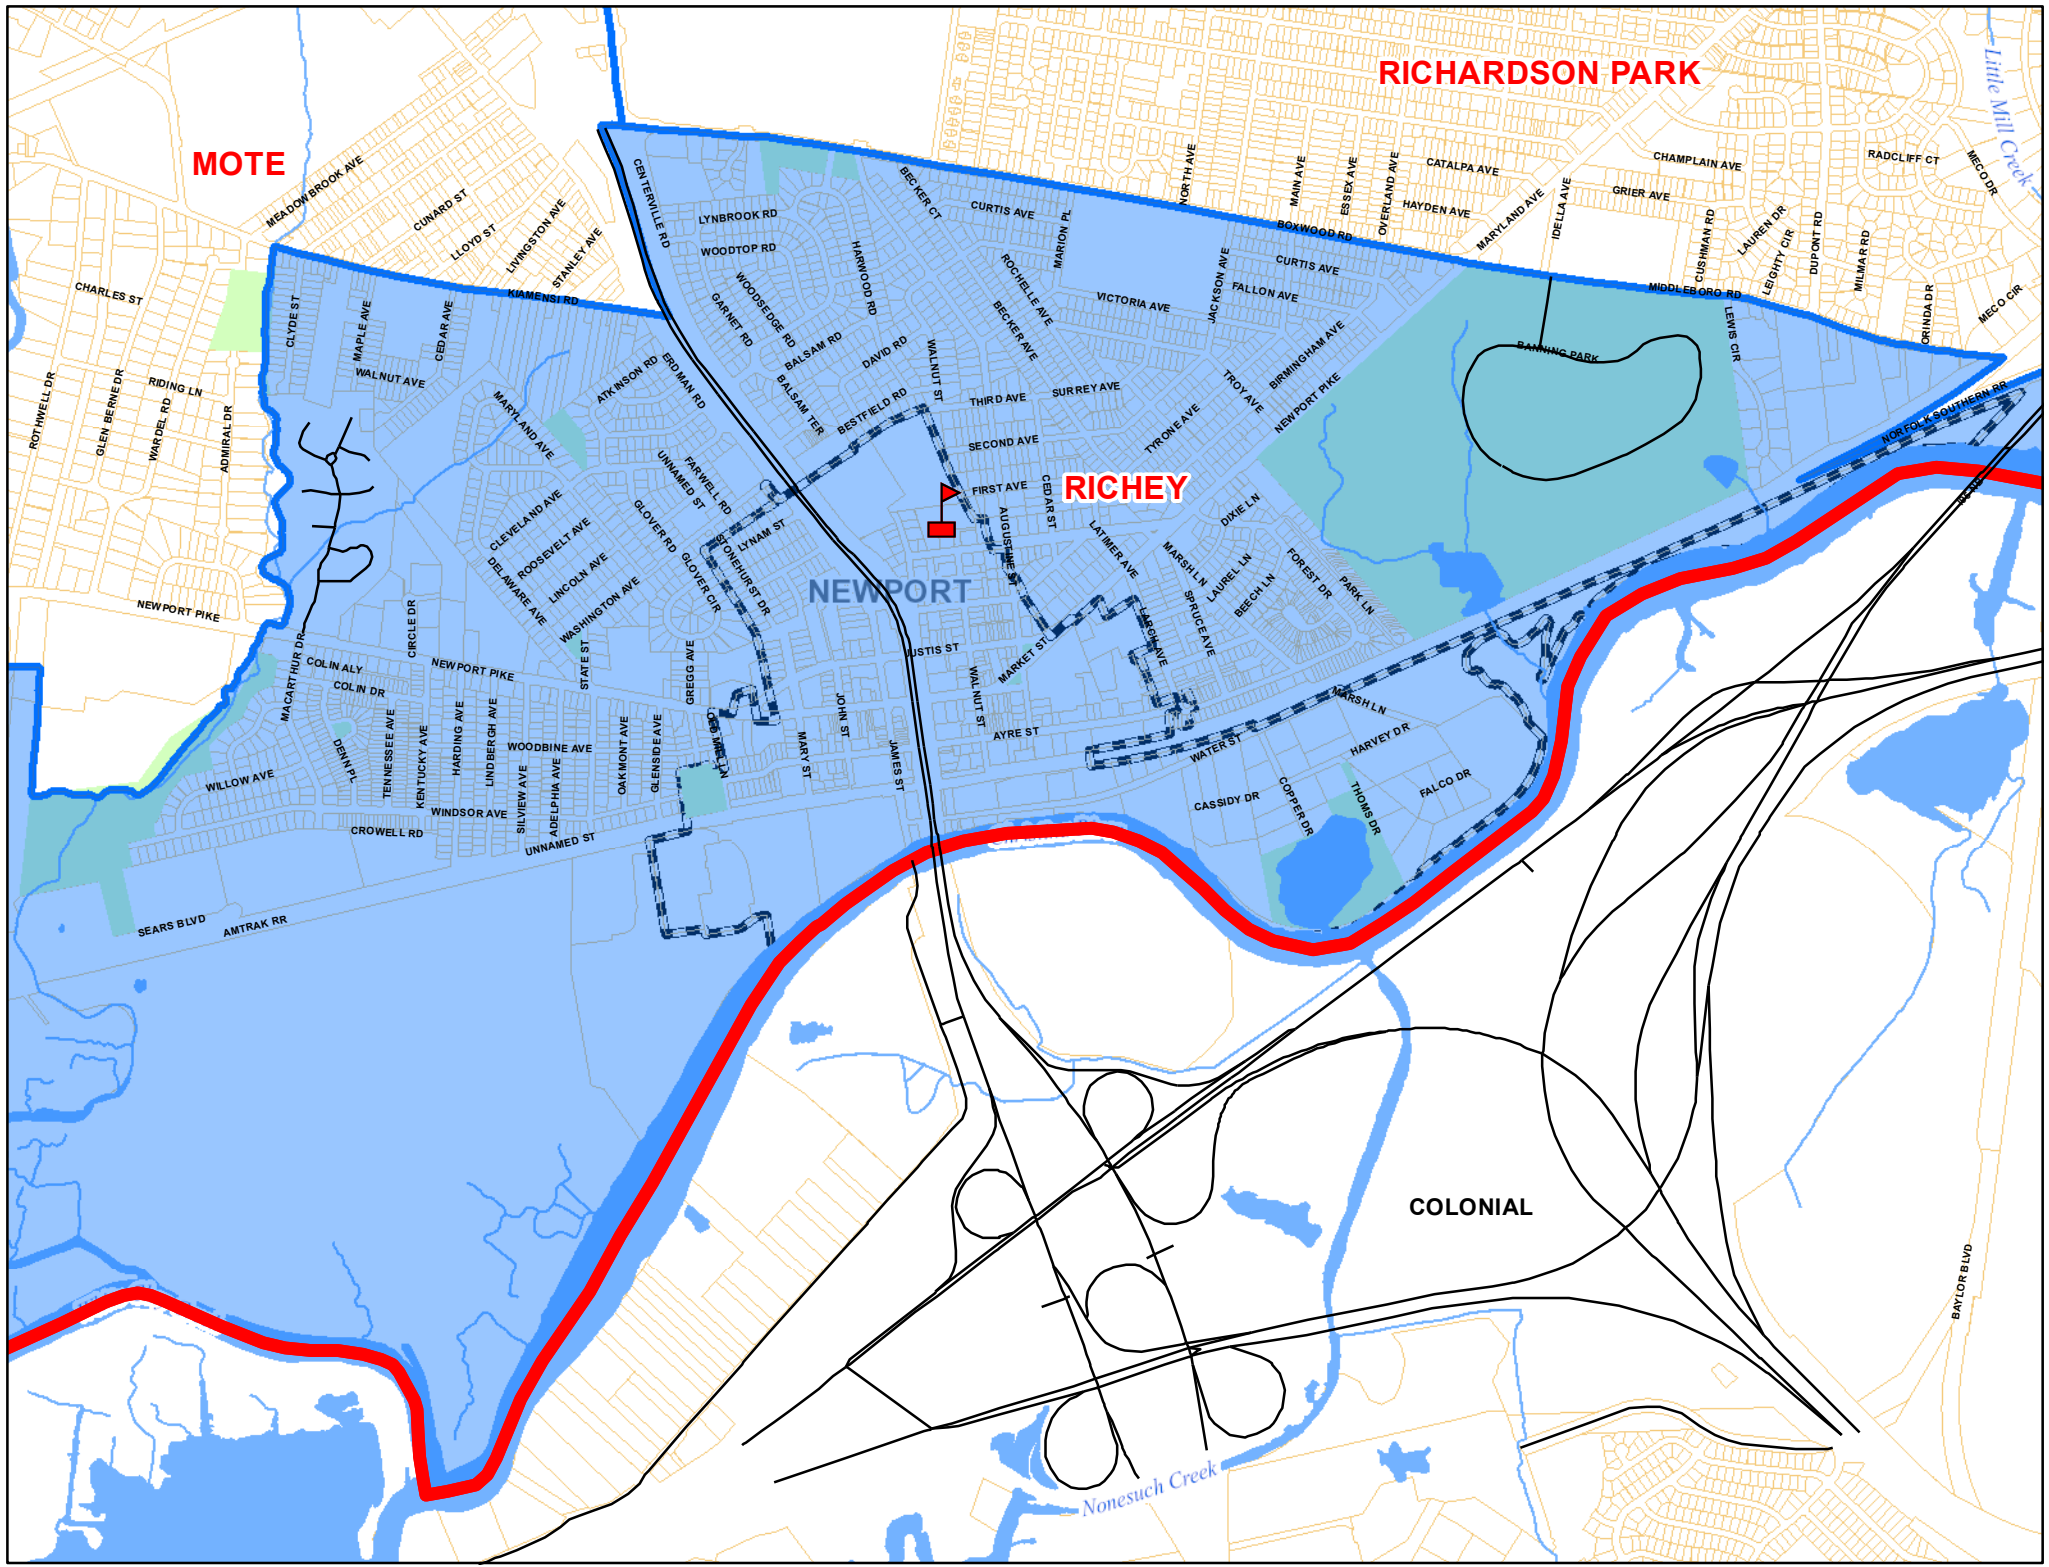 RICHARDSON PARK
Little Mill Creek
MOTE
MEADOWBROOK AVE
CUNARD ST
LLOYD ST
LIVINGSTON AVE
STANLEY AVE
KIAMENSI RD
CENTERVILLE RD
LYNBROOK RD
WOODTOP RD
WOODSEDGE RD
GARNET RD
HARWOOD RD
BECKER CT
CURTIS AVE
MARION PL
ROCHELLE AVE
BECKER AVE
VICTORIA AVE
NORTH AVE
JACKSON AVE
MAIN AVE
ESSEX AVE
OVERLAND AVE
CATALPA AVE
HAYDEN AVE
BOXWOOD RD
CURTIS AVE
FALLON AVE
MARYLAND AVE
IDELLA AVE
CHAMPLAIN AVE
GRIER AVE
RADCLIFF CT
MECO DR
CUSHMAN RD
LAUREN DR
LEIGHTY CIR
DUPONT RD
MILMAR RD
ORINDA DR
MECO CIR
MIDDLEBORO RD
LEWIS CIR
BANNING PARK
NORFOLK SOUTHERN RR
CHARLES ST
ROTHWELL DR
GLEN BERNE DR
RIDING LN
WARDEL RD
ADMIRAL DR
NEWPORT PIKE
CLYDE ST
MAPLE AVE
CEDAR AVE
WALNUT AVE
MARYLAND AVE
ATKINSON RD
ERDMAN RD
BALSAM RD
BALSAM TER
DAVID RD
BESTFIELD RD
WALNUT ST
THIRD AVE
SURREY AVE
SECOND AVE
FIRST AVE
CEDAR ST
TYRONE AVE
TROY AVE
BIRMINGHAM AVE
NEWPORT PIKE
RICHEY
UNNAMED ST
FARWELL RD
CLEVELAND AVE
ROOSEVELT AVE
LINCOLN AVE
WASHINGTON AVE
DELAWARE AVE
GLOVER RD
GLOVER CIR
STONEHURST DR
LYNAM ST
NEWPORT
AUGUSTINE ST
LATIMER AVE
DIXIE LN
MARSH LN
LAUREL LN
BEECH LN
FOREST DR
PARK LN
SPRUCE AVE
LARCH AVE
JUSTIS ST
MARKET ST
WALNUT ST
CIRCLE DR
MACARTHUR DR
COLIN ALY
COLIN DR
NEWPORT PIKE
STATE ST
GREGG AVE
OLD MILL LN
DENN PL
TENNESSEE AVE
KENTUCKY AVE
HARDING AVE
LINDBERGH AVE
WOODBINE AVE
SILVIEW AVE
ADELPHIA AVE
OAKMONT AVE
GLENSIDE AVE
WILLOW AVE
WINDSOR AVE
CROWELL RD
UNNAMED ST
SEARS BLVD
AMTRAK RR
MARY ST
JOHN ST
JAMES ST
AYRE ST
WATER ST
MARSH LN
HARVEY DR
FALCO DR
CASSIDY DR
COPPER DR
THOMS DR
COLONIAL
BAYLOR BLVD
Nonesuch Creek